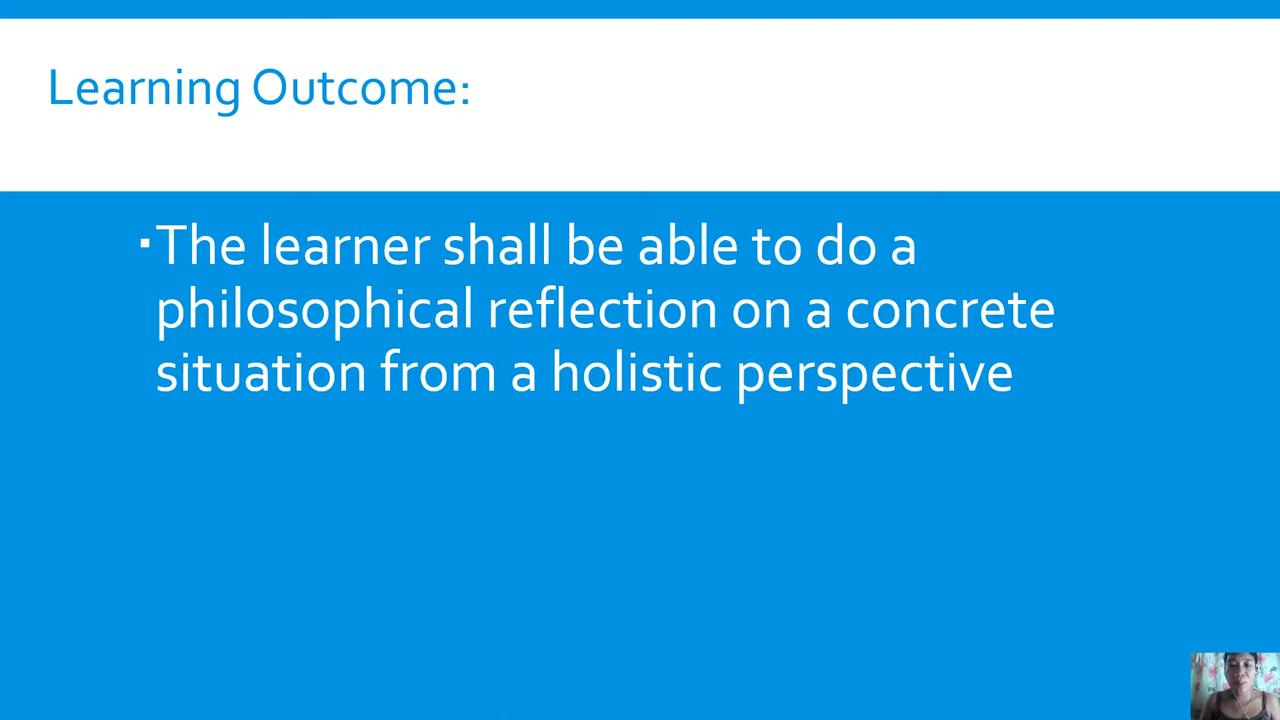 Learning Outcome:
▪The learner shall be able to do a
philosophical reflection on a concrete
situation from a holistic perspective